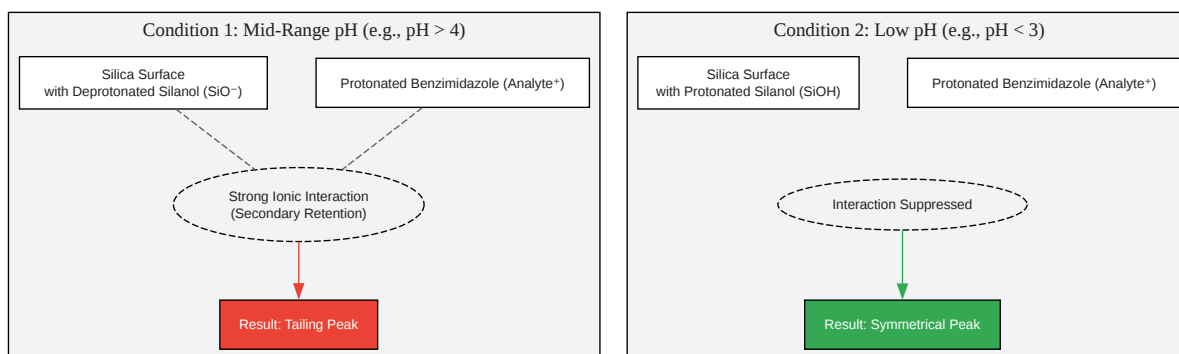 Condition 1: Mid-Range pH (e.g., pH > 4)
Silica Surface
with Deprotonated Silanol (SiO⁻)
Protonated Benzimidazole (Analyte⁺)
Strong Ionic Interaction
(Secondary Retention)
Result: Tailing Peak
Condition 2: Low pH (e.g., pH < 3)
Silica Surface
with Protonated Silanol (SiOH)
Protonated Benzimidazole (Analyte⁺)
Interaction Suppressed
Result: Symmetrical Peak